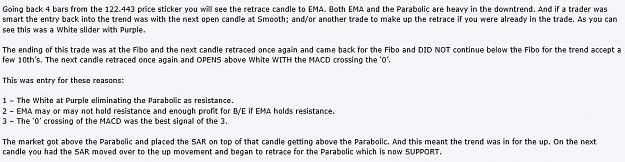 Going back 4 bars from the 122.443 price sticker you will see the retrace candle to EMA. Both EMA and the Parabolic are heavy in the downtrend. And if a trader was
smart the entry back into the trend was with the next open candle at Smooth; and/or another trade to make up the retrace if you were already in the trade. As you can
see this was a White slider with Purple.
The ending of this trade was at the Fibo and the next candle retraced once again and came back for the Fibo and DID NOT continue below the Fibo for the trend accept a
few 10th's. The next candle retraced once again and OPENS above White WITH the MACD crossing the '0'.
This was entry for these reasons:
1 – The White at Purple eliminating the Parabolic as resistance.
2 – EMA may or may not hold resistance and enough profit for B/E if EMA holds resistance.
3 – The '0' crossing of the MACD was the best signal of the 3.
The market got above the Parabolic and placed the SAR on top of that candle getting above the Parabolic. And this meant the trend was in for the up. On the next
candle you had the SAR moved over to the up movement and began to retrace for the Parabolic which is now SUPPORT.